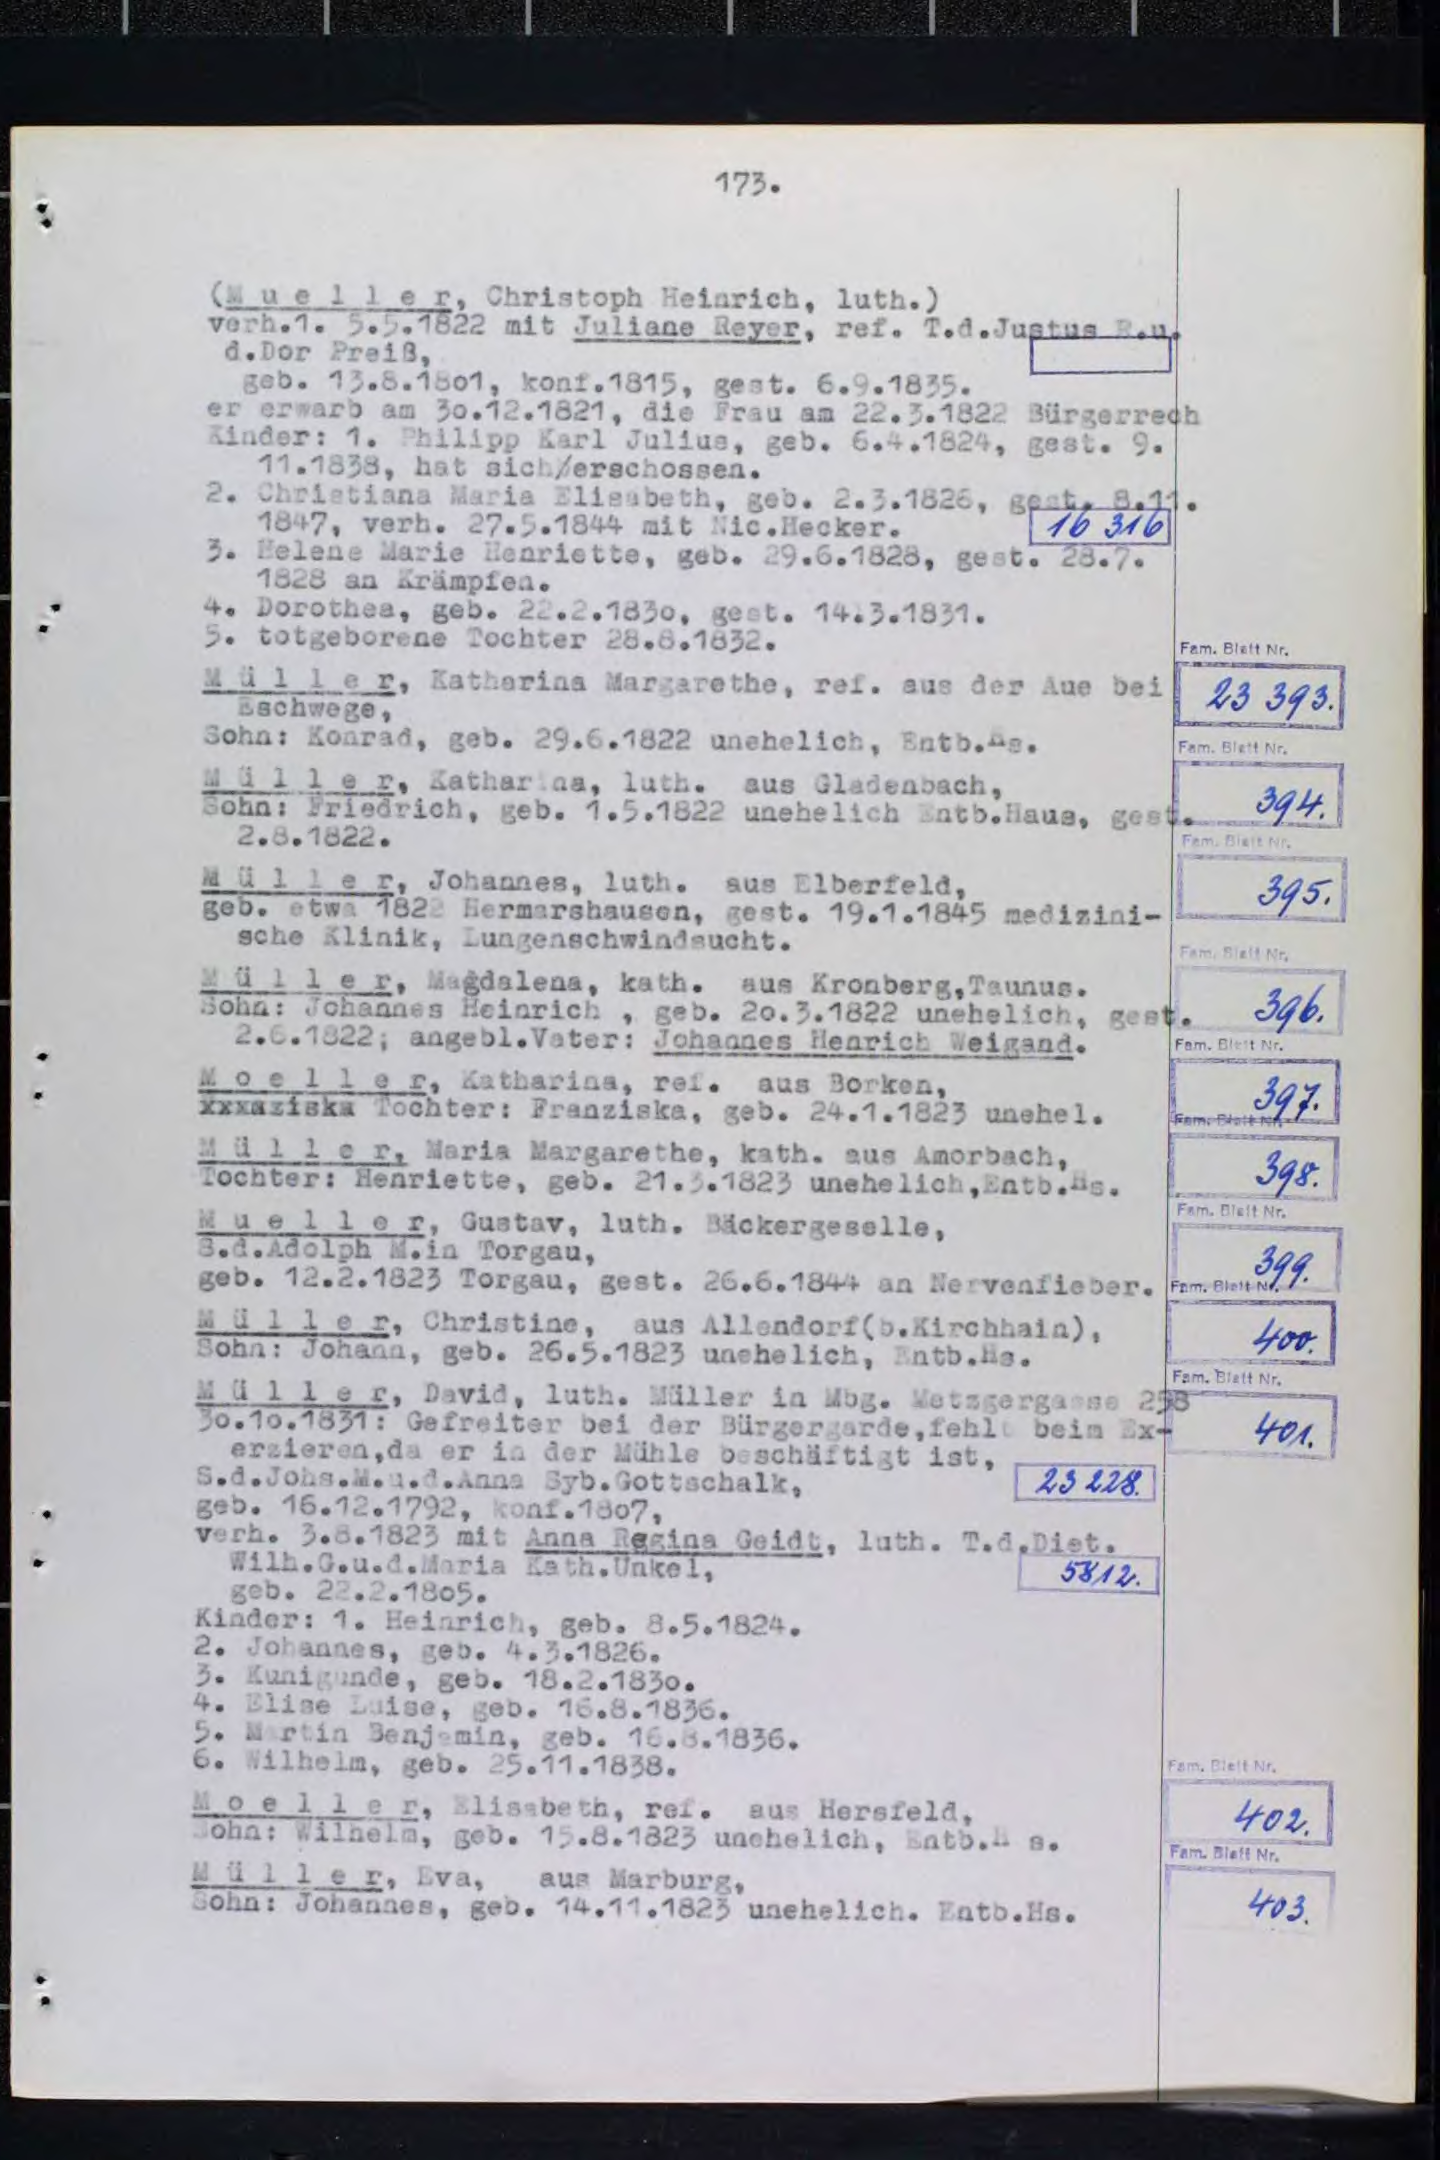 173.
(M u e l l e r, Christoph Heinrich, luth.)
verh.1. 5.5.1822 mit Juliane Reyer, ref. T.d.Justus R.u.
d.Dor Preiß,
geb. 13.8.1801, konf.1815, gest. 6.9.1835.
er erwarb am 30.12.1821, die Frau am 22.3.1822 Bürgerrech
Kinder: 1. Philipp Karl Julius, geb. 6.4.1824, gest. 9.
11.1838, hat sich/erschossen.
2. Christiana Maria Elisabeth, geb. 2.3.1826, gest. 8.11.
1847, verh. 27.5.1844 mit Nic.Hecker. 16 316
3. Helene Marie Henriette, geb. 29.6.1828, gest. 28.7.
1828 an Krämpfen.
4. Dorothea, geb. 22.2.1830, gest. 14.3.1831.
5. totgeborene Tochter 28.8.1832.
Fam. Blatt Nr.
M ü l l e r, Katharina Margarethe, ref. aus der Aue bei 23 393.
Eschwege,
Sohn: Konrad, geb. 29.6.1822 unehelich, Entb.Hs.
Fam. Blatt Nr.
M ü l l e r, Katharina, luth. aus Gladenbach, 394.
Sohn: Friedrich, geb. 1.5.1822 unehelich Entb.Haus, gest.
2.8.1822.
Fam. Blatt Nr.
M ü l l e r, Johannes, luth. aus Elberfeld, 395.
geb. etwa 1822 Hermarshausen, gest. 19.1.1845 medizini-
sche Klinik, Lungenschwindsucht.
Fam. Blatt Nr.
M ü l l e r, Magdalena, kath. aus Kronberg,Taunus. 396.
Sohn: Johannes Heinrich , geb. 20.3.1822 unehelich, gest.
2.6.1822; angebl.Vater: Johannes Henrich Weigand.
Fam. Blatt Nr.
M o e l l e r, Katharina, ref. aus Borken, 397.
xxxaziska Tochter: Franziska, geb. 24.1.1823 unehel.
Fam. Blatt Nr.
M ü l l e r, Maria Margarethe, kath. aus Amorbach, 398.
Tochter: Henriette, geb. 21.3.1823 unehelich,Entb.Hs.
Fam. Blatt Nr.
M u e l l e r, Gustav, luth. Bäckergeselle, 399.
S.d.Adolph M.in Torgau,
geb. 12.2.1823 Torgau, gest. 26.6.1844 an Nervenfieber.
Fam. Blatt Nr.
M ü l l e r, Christine, aus Allendorf(b.Kirchhain), 400.
Sohn: Johann, geb. 26.5.1823 unehelich, Entb.Hs.
Fam. Blatt Nr.
M ü l l e r, David, luth. Müller in Mbg. Metzgergasse 258 401.
30.10.1831: Gefreiter bei der Bürgergarde,fehlt beim Ex-
erzieren,da er in der Mühle beschäftigt ist,
S.d.Johs.M.u.d.Anna Syb.Gottschalk, 23 228.
geb. 16.12.1792, konf.1807,
verh. 3.8.1823 mit Anna Regina Geidt, luth. T.d.Diet.
Wilh.G.u.d.Maria Kath.Unkel, 5812.
geb. 22.2.1805.
Kinder: 1. Heinrich, geb. 8.5.1824.
2. Johannes, geb. 4.3.1826.
3. Kunigunde, geb. 18.2.1830.
4. Elise Luise, geb. 16.8.1836.
5. Martin Benjamin, geb. 16.8.1836.
6. Wilhelm, geb. 25.11.1838.
Fam. Blatt Nr.
M o e l l e r, Elisabeth, ref. aus Hersfeld, 402.
Sohn: Wilhelm, geb. 15.8.1823 unehelich, Entb.H s.
Fam. Blatt Nr.
M ü l l e r, Eva, aus Marburg,
Sohn: Johannes, geb. 14.11.1823 unehelich. Entb.Hs. 403.